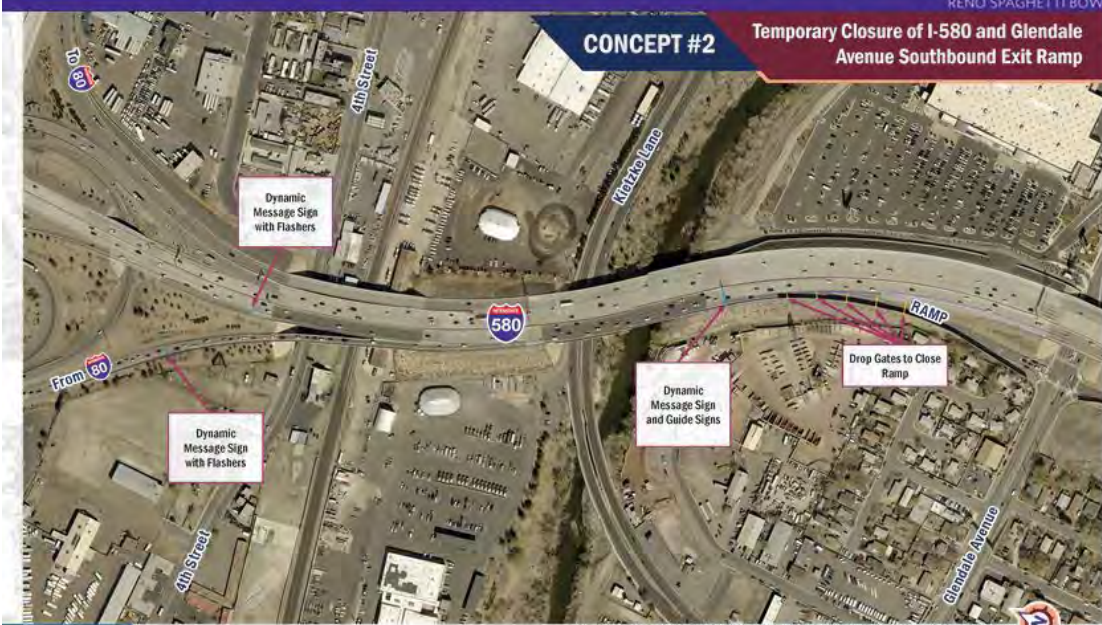 RENO SPAGHETTI BOW
CONCEPT #2
Temporary Closure of I-580 and Glendale
Avenue Southbound Exit Ramp
To 80
4th Street
Kietzke Lane
Dynamic
Message Sign
with Flashers
INTERSTATE
580
RAMP
Drop Gates to Close
Ramp
From 80
Dynamic
Message Sign
and Guide Signs
Dynamic
Message Sign
with Flashers
4th Street
Glendale Avenue